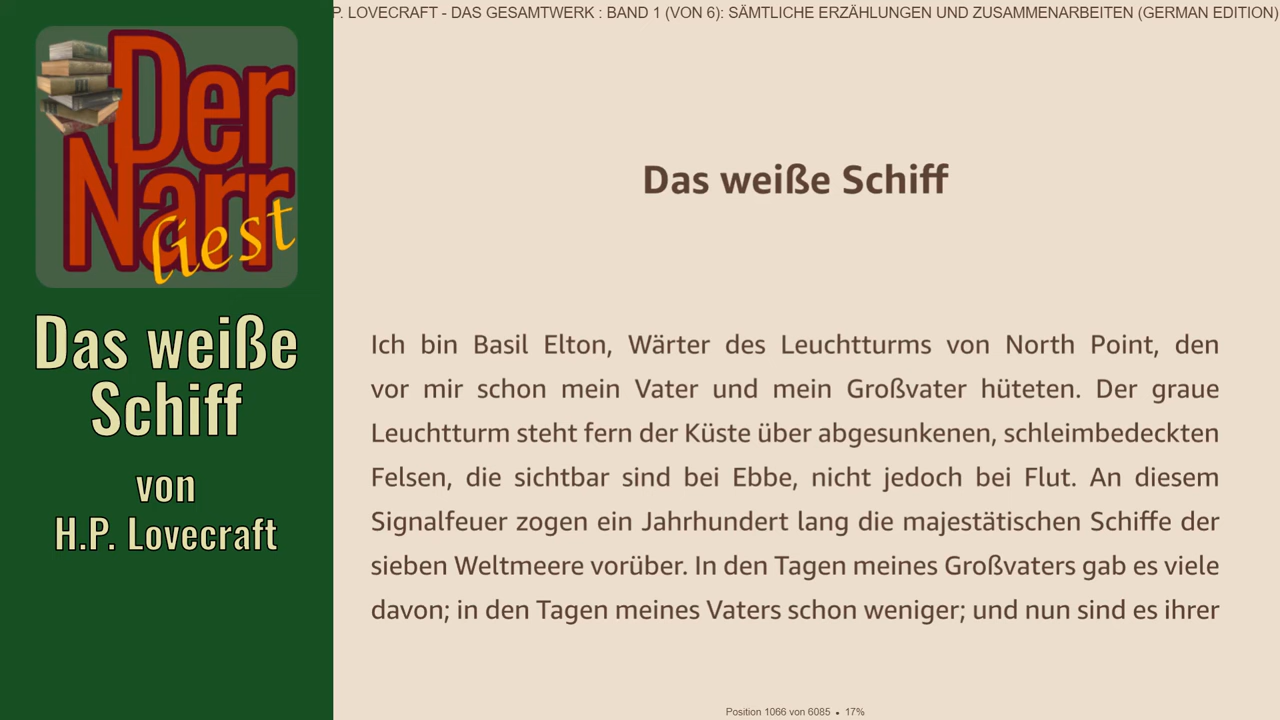 Der
Narr
liest
Das weiße
Schiff
von
H.P. Lovecraft
P. LOVECRAFT - DAS GESAMTWERK : BAND 1 (VON 6): SÄMTLICHE ERZÄHLUNGEN UND ZUSAMMENARBEITEN (GERMAN EDITION)
Das weiße Schiff
Ich bin Basil Elton, Wärter des Leuchtturms von North Point, den
vor mir schon mein Vater und mein Großvater hüteten. Der graue
Leuchtturm steht fern der Küste über abgesunkenen, schleimbedeckten
Felsen, die sichtbar sind bei Ebbe, nicht jedoch bei Flut. An diesem
Signalfeuer zogen ein Jahrhundert lang die majestätischen Schiffe der
sieben Weltmeere vorüber. In den Tagen meines Großvaters gab es viele
davon; in den Tagen meines Vaters schon weniger; und nun sind es ihrer
Position 1066 von 6085 • 17%